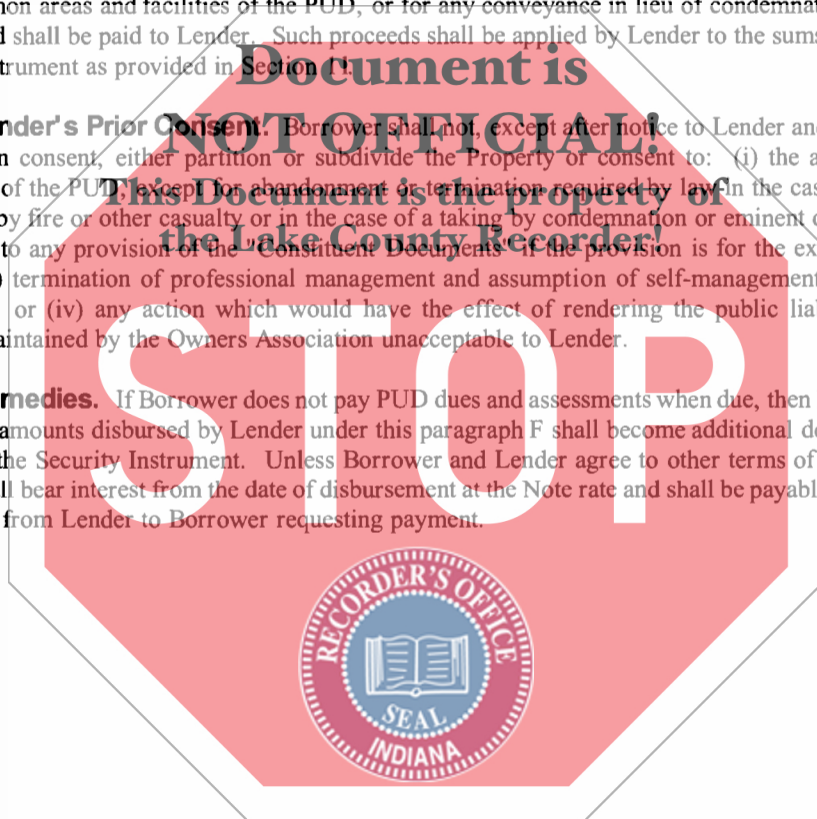 mon areas and facilities of the PUD, or for any conveyance in lieu of condemnat
d shall be paid to Lender. Such proceeds shall be applied by Lender to the sums
trument as provided in Section 11.
Document is
NOT OFFICIAL!
This Document is the property of
the Lake County Recorder!
nder's Prior Consent. Borrower shall not, except after notice to Lender and
n consent, either partition or subdivide the Property or consent to: (i) the a
of the PUD, except for abandonment or termination required by law in the cas
by fire or other casualty or in the case of a taking by condemnation or eminent d
to any provision of the "Constituent Documents" if the provision is for the ex
) termination of professional management and assumption of self-management
or (iv) any action which would have the effect of rendering the public lia
aintained by the Owners Association unacceptable to Lender.
STOP
medies. If Borrower does not pay PUD dues and assessments when due, then
amounts disbursed by Lender under this paragraph F shall become additional de
the Security Instrument. Unless Borrower and Lender agree to other terms of
ll bear interest from the date of disbursement at the Note rate and shall be payabl
from Lender to Borrower requesting payment.
RECORDER'S OFFICE
SEAL
INDIANA